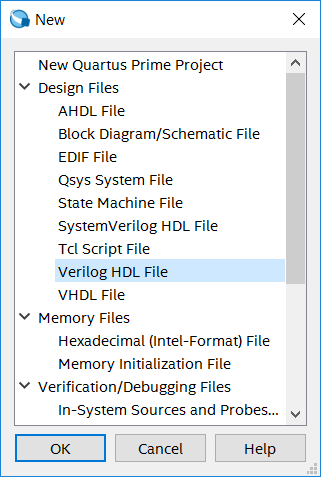 New
New Quartus Prime Project
Design Files
AHDL File
Block Diagram/Schematic File
EDIF File
Qsys System File
State Machine File
SystemVerilog HDL File
Tcl Script File
Verilog HDL File
VHDL File
Memory Files
Hexadecimal (Intel-Format) File
Memory Initialization File
Verification/Debugging Files
In-System Sources and Probes...
OK Cancel Help